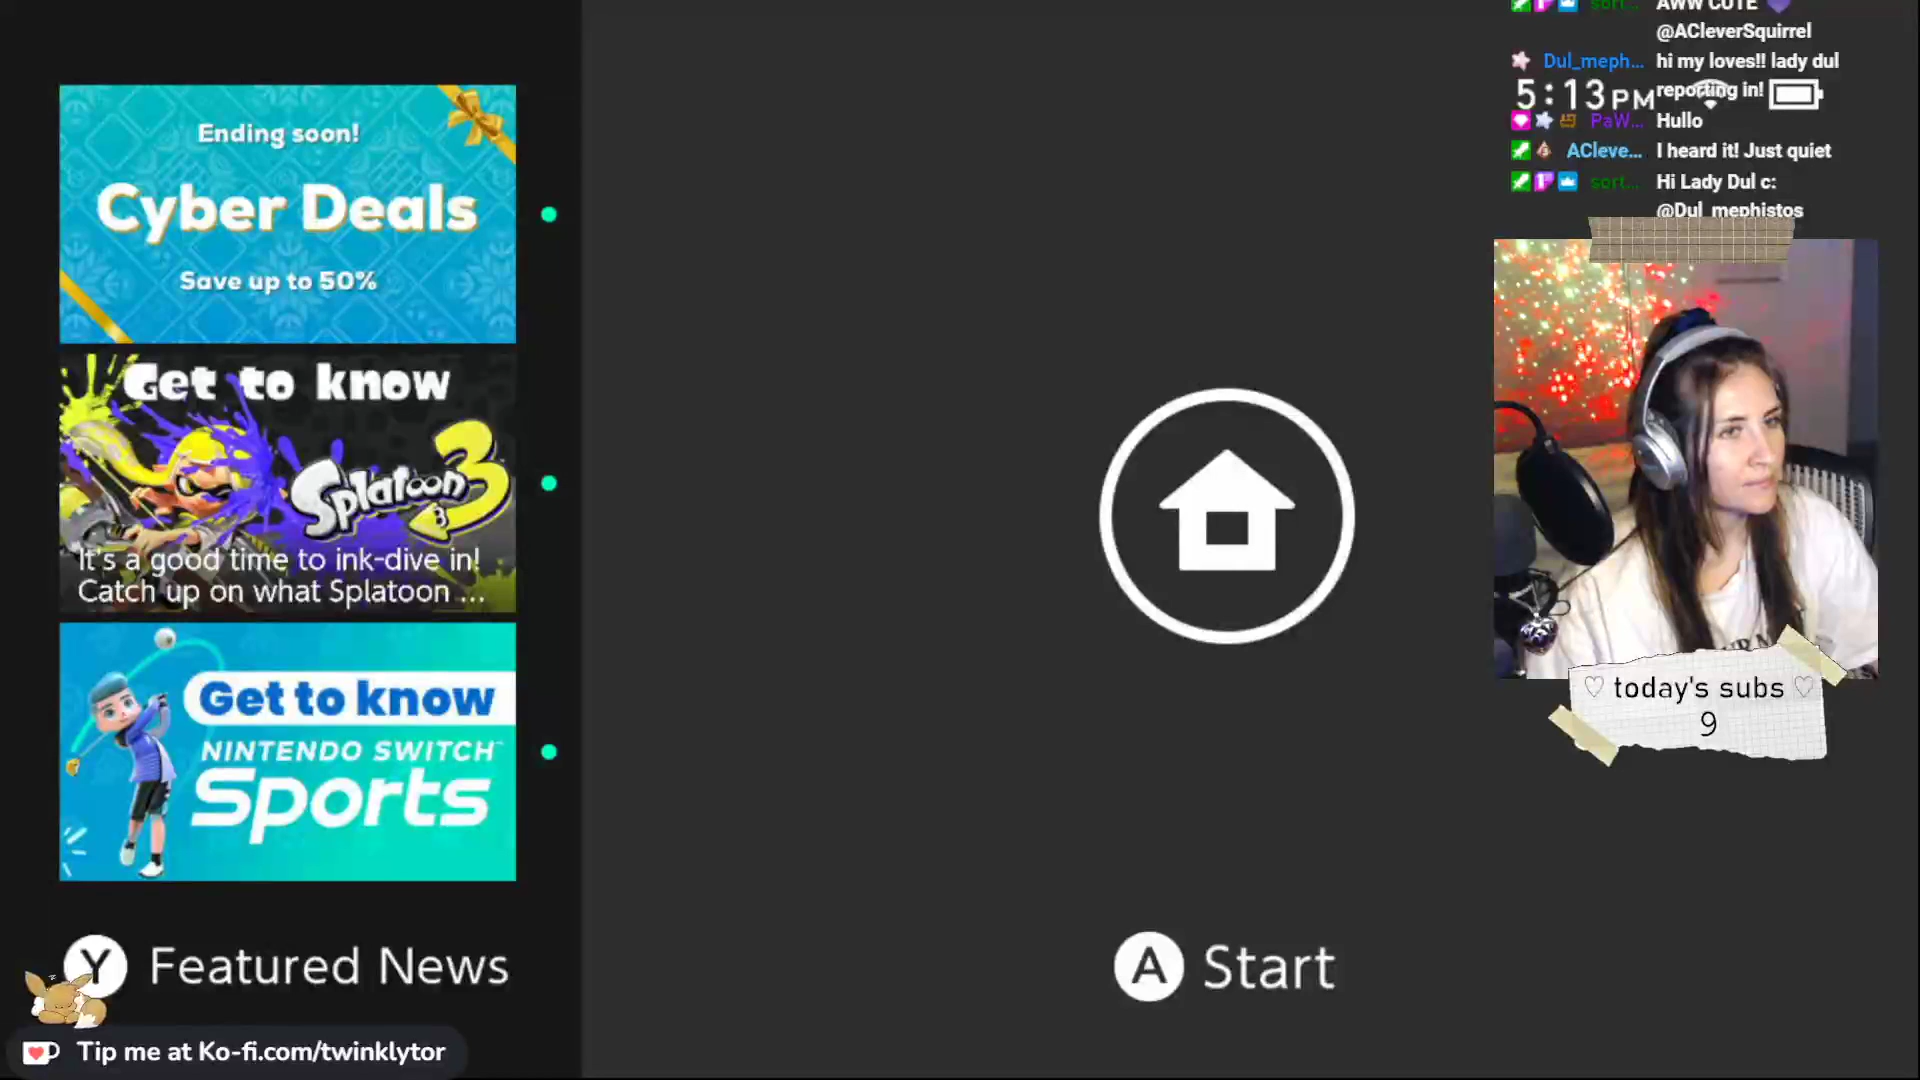 Ending soon!
Cyber Deals
Save up to 50%
Get to know
Splatoon 3
It's a good time to ink-dive in!
Catch up on what Splatoon ...
Get to know
NINTENDO SWITCH
Sports
Y Featured News
Tip me at Ko-fi.com/twinklytor
A Start
sort... AWW CUTE
@ACleverSquirrel
Dul_meph... hi my loves!! lady dul
reporting in!
5:13 PM
PaW... Hullo
ACleve... I heard it! Just quiet
sort... Hi Lady Dul c:
@Dul_mephistos
♡ today's subs ♡
9